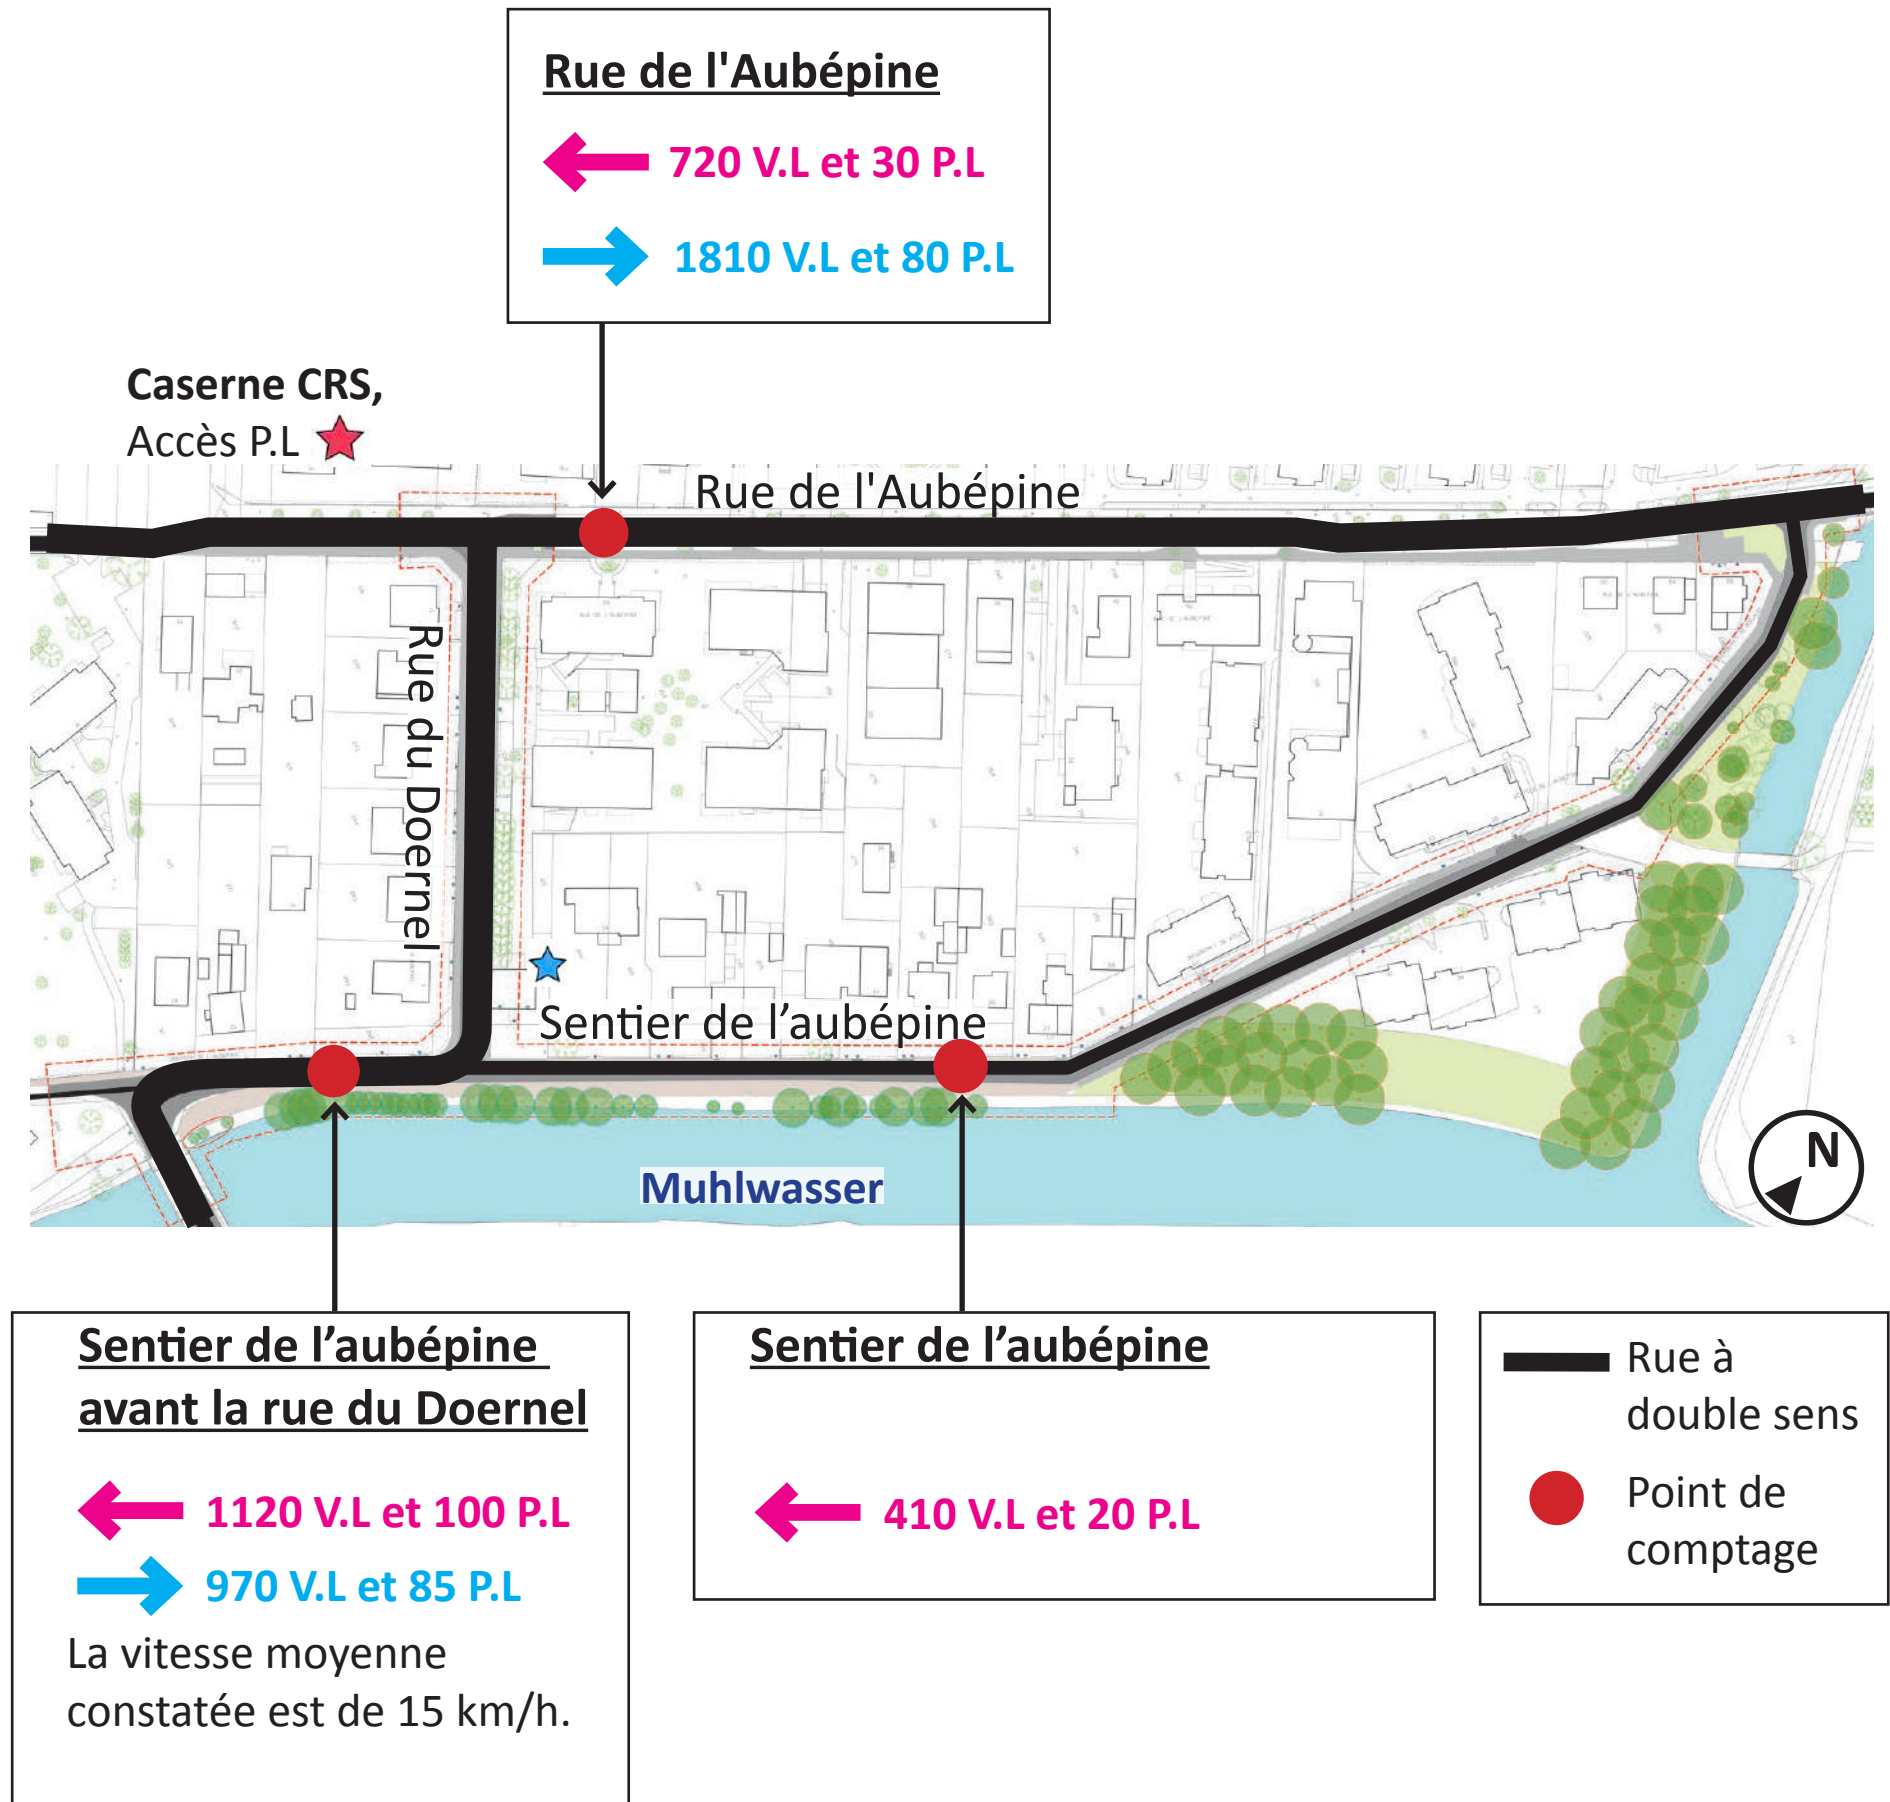 Rue de l'Aubépine
720 V.L et 30 P.L
1810 V.L et 80 P.L
Caserne CRS,
Accès P.L
Rue de l'Aubépine
Rue du Doernel
Sentier de l’aubépine
Muhlwasser
N
Sentier de l’aubépine
avant la rue du Doernel
1120 V.L et 100 P.L
970 V.L et 85 P.L
La vitesse moyenne
constatée est de 15 km/h.
Sentier de l’aubépine
410 V.L et 20 P.L
Rue à
double sens
Point de
comptage